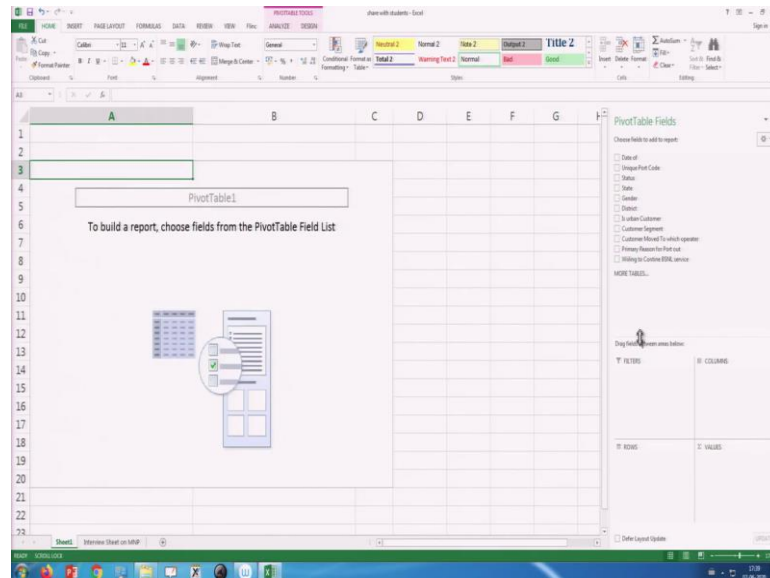 PIVOTTABLE TOOLS
share with students - Excel
FILE HOME INSERT PAGE LAYOUT FORMULAS DATA REVIEW VIEW ANALYZE DESIGN
Sign in
Cut
Copy
Format Painter
Paste
Calibri
Wrap Text
Merge & Center
General
Conditional Formatting
Format as Table
Neutral 2 Normal 2 Note 2 Output 2 Title 2
Total 2 Warning Text 2 Normal Bad Good
Insert Delete Format
AutoSum
Fill
Clear
Sort & Filter
Find & Select
Clipboard Font Alignment Number Styles Cells Editing
A3
A B C D E F G H
1
2
3
4
5
6
7
8
9
10
11
12
13
14
15
16
17
18
19
20
21
22
23
PivotTable1
To build a report, choose fields from the PivotTable Field List
PivotTable Fields
Choose fields to add to report:
Date of
Unique Port Code
Status
State
Gender
District
Is urban Customer
Customer Segment
Customer Moved To which operater
Primary Reason for Port out
Willing to Contine BSNL service
MORE TABLES...
Drag fields between areas below:
FILTERS
COLUMNS
ROWS
VALUES
Defer Layout Update
Sheet1 Interview Sheet on MNP
READY SCROLL LOCK
17:39